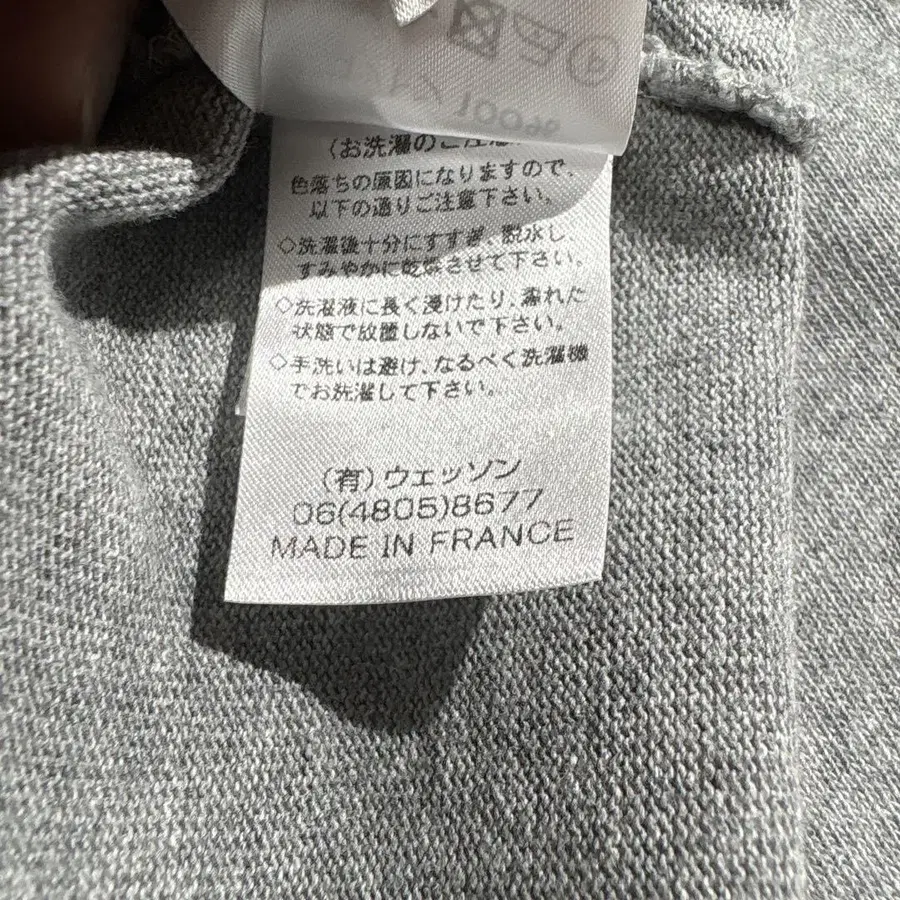 (お洗濯のご注意
色落ちの原因になりますので、
以下の通りご注意下さい。
◇洗濯後十分にすすぎ、脱水し、
すみやかに乾燥させて下さい。
◇洗濯液に長く浸けたり、濡れた
状態で放置しないで下さい。
◇手洗いは避け、なるべく洗濯機
でお洗濯して下さい。
(有)ウェッソン
06(4805)8677
MADE IN FRANCE